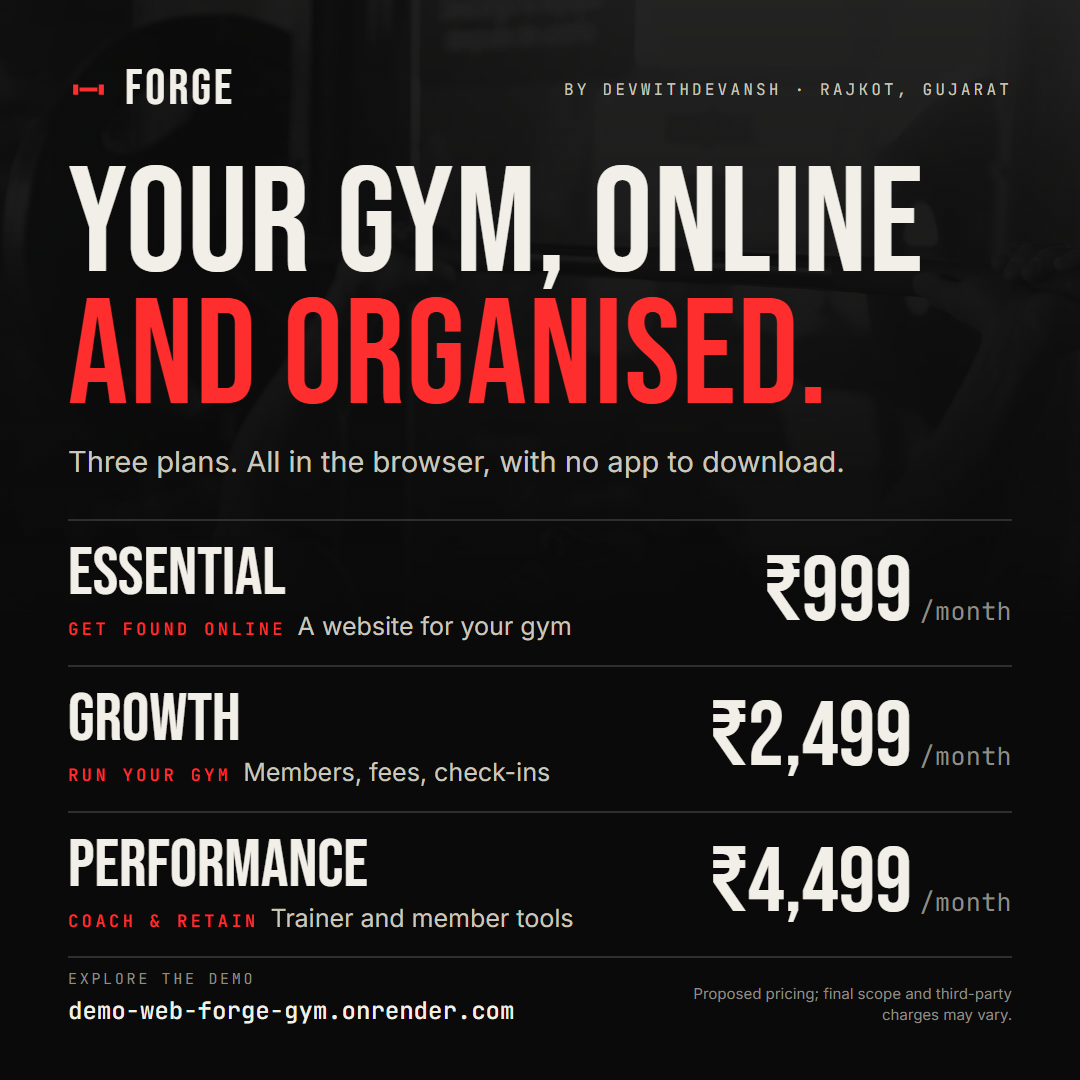 FORGE
BY DEVWITHDEVANSH · RAJKOT, GUJARAT
YOUR GYM, ONLINE
AND ORGANISED.
Three plans. All in the browser, with no app to download.
ESSENTIAL
GET FOUND ONLINE A website for your gym
₹999 /month
GROWTH
RUN YOUR GYM Members, fees, check-ins
₹2,499 /month
PERFORMANCE
COACH & RETAIN Trainer and member tools
₹4,499 /month
EXPLORE THE DEMO
demo-web-forge-gym.onrender.com
Proposed pricing; final scope and third-party
charges may vary.